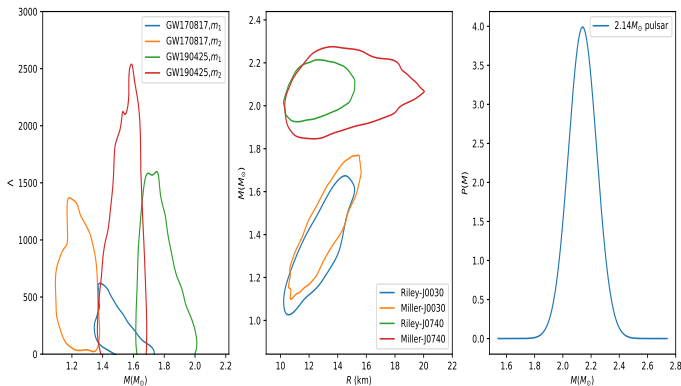 GW170817,m₁
GW170817,m₂
GW190425,m₁
GW190425,m₂
3000
2500
2000
1500
1000
500
0
Λ
1.2 1.4 1.6 1.8 2.0 2.2
M(M⊙)
2.4
2.2
2.0
1.8
1.6
1.4
1.2
1.0
M(M⊙)
Riley-J0030
Miller-J0030
Riley-J0740
Miller-J0740
10 12 14 16 18 20 22
R (km)
2.14M⊙ pulsar
4.0
3.5
3.0
2.5
2.0
1.5
1.0
0.5
0.0
P(M)
1.6 1.8 2.0 2.2 2.4 2.6 2.8
M(M⊙)